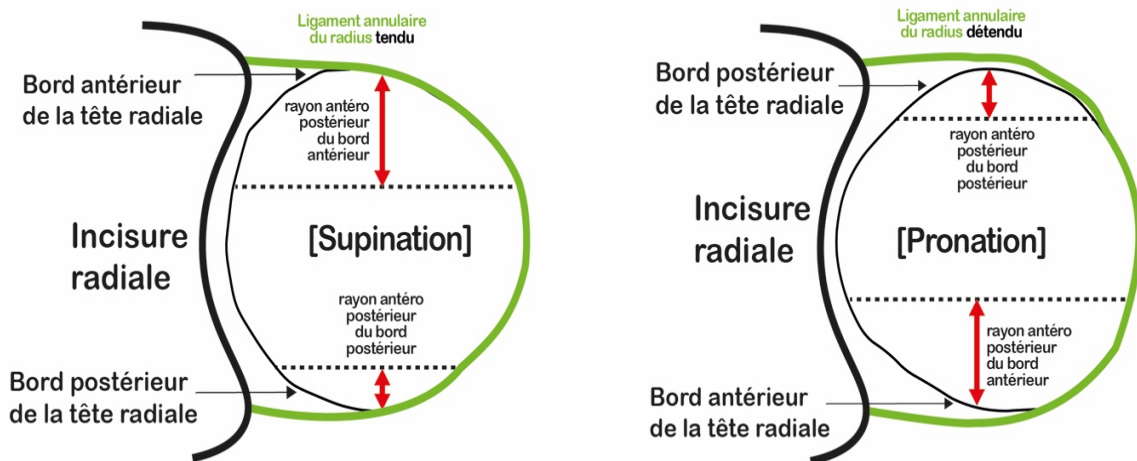 Ligament annulaire
du radius tendu
Bord antérieur
de la tête radiale
rayon antéro
postérieur
du bord
antérieur
Incisure
radiale
[Supination]
rayon antéro
postérieur
du bord
postérieur
Bord postérieur
de la tête radiale
Ligament annulaire
du radius détendu
Bord postérieur
de la tête radiale
rayon antéro
postérieur
du bord
postérieur
Incisure
radiale
[Pronation]
rayon antéro
postérieur
du bord
antérieur
Bord antérieur
de la tête radiale